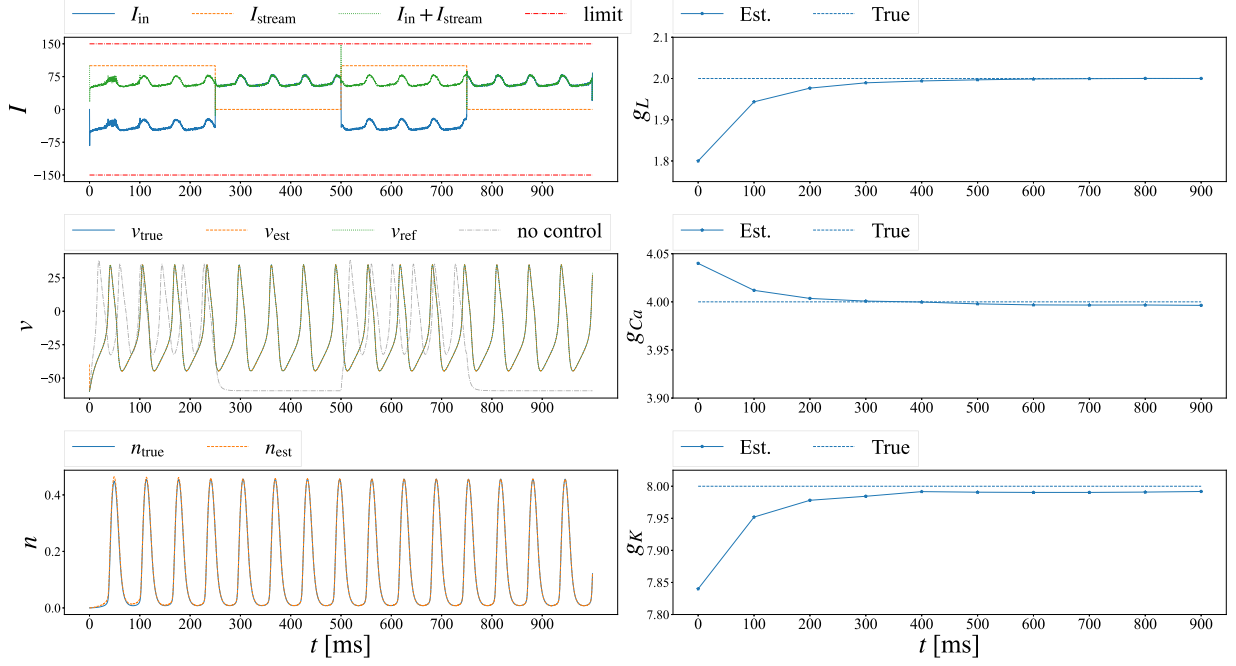 I_in I_stream I_in + I_stream limit
150
75
0
−75
−150
I
0 100 200 300 400 500 600 700 800 900
v_true v_est v_ref no control
25
0
−25
−50
v
0 100 200 300 400 500 600 700 800 900
n_true n_est
0.4
0.2
0.0
n
0 100 200 300 400 500 600 700 800 900
t [ms]
Est. True
2.1
2.0
1.9
1.8
g_L
0 100 200 300 400 500 600 700 800 900
Est. True
4.05
4.00
3.95
3.90
g_Ca
0 100 200 300 400 500 600 700 800 900
Est. True
8.00
7.95
7.90
7.85
7.80
g_K
0 100 200 300 400 500 600 700 800 900
t [ms]